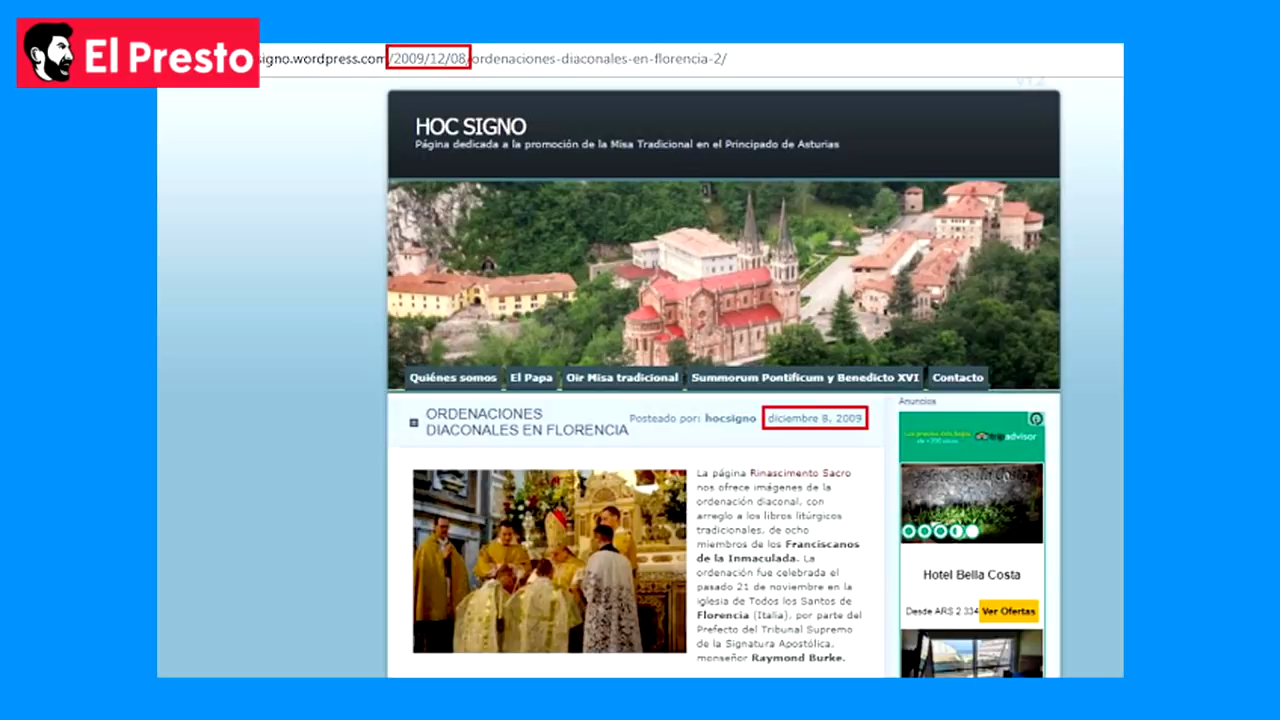 El Presto
signo.wordpress.com/2009/12/08/ordenaciones-diaconales-en-florencia-2/
HOC SIGNO
Página dedicada a la promoción de la Misa Tradicional en el Principado de Asturias
Quiénes somos
El Papa
Oir Misa tradicional
Summorum Pontificum y Benedicto XVI
Contacto
ORDENACIONES
DIACONALES EN FLORENCIA
Posteado por: hocsigno
diciembre 8, 2009
La página Rinascimento Sacro
nos ofrece imágenes de la
ordenación diaconal, con
arreglo a los libros litúrgicos
tradicionales, de ocho
miembros de los Franciscanos
de la Inmaculada. La
ordenación fue celebrada el
pasado 21 de noviembre en la
iglesia de Todos los Santos de
Florencia (Italia), por parte del
Prefecto del Tribunal Supremo
de la Signatura Apostólica,
monseñor Raymond Burke.
Anuncios
tripadvisor
Hotel Bella Costa
Desde ARS 2 334
Ver Ofertas